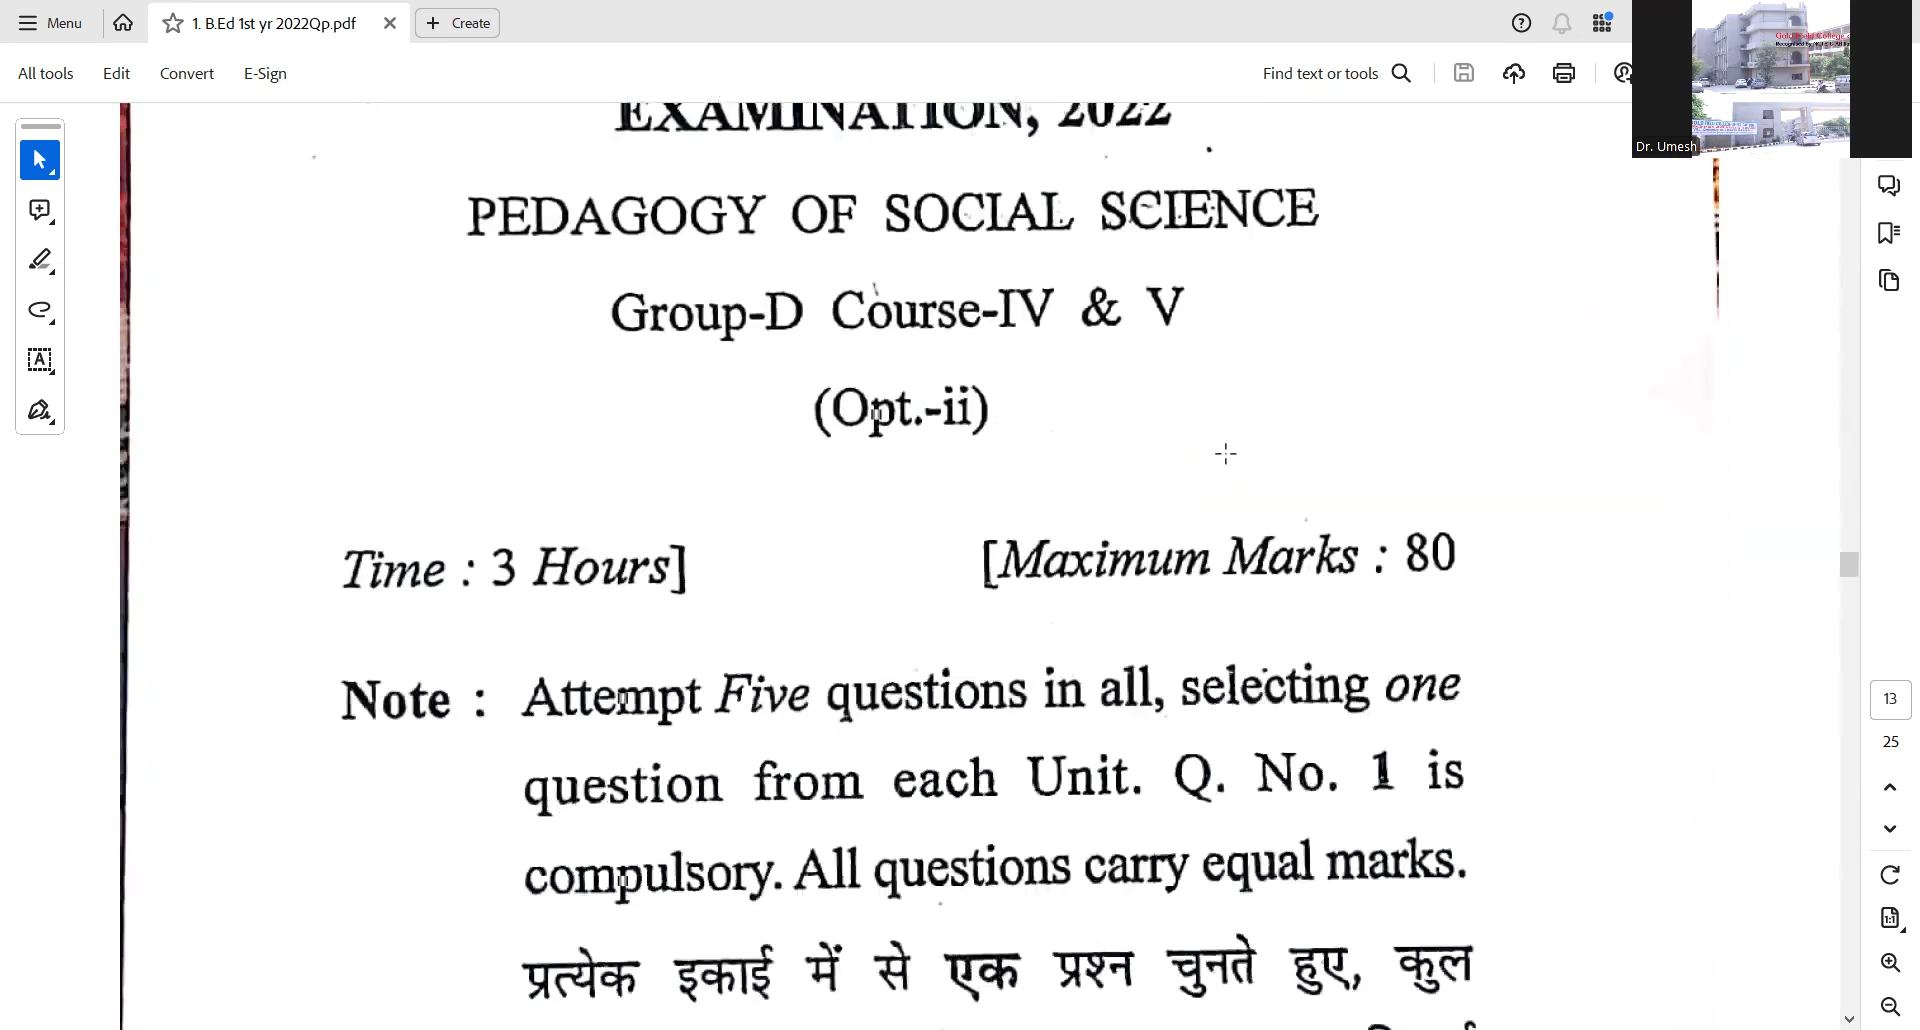 Menu
1. B.Ed 1st yr 2022Qp.pdf
Create
All tools
Edit
Convert
E-Sign
Find text or tools
Dr. Umesh
EXAMINATION, 2022
PEDAGOGY OF SOCIAL SCIENCE
Group-D Course-IV & V
(Opt.-ii)
Time : 3 Hours] [Maximum Marks : 80
Note : Attempt Five questions in all, selecting one
question from each Unit. Q. No. 1 is
compulsory. All questions carry equal marks.
प्रत्येक इकाई में से एक प्रश्न चुनते हुए, कुल
13
25